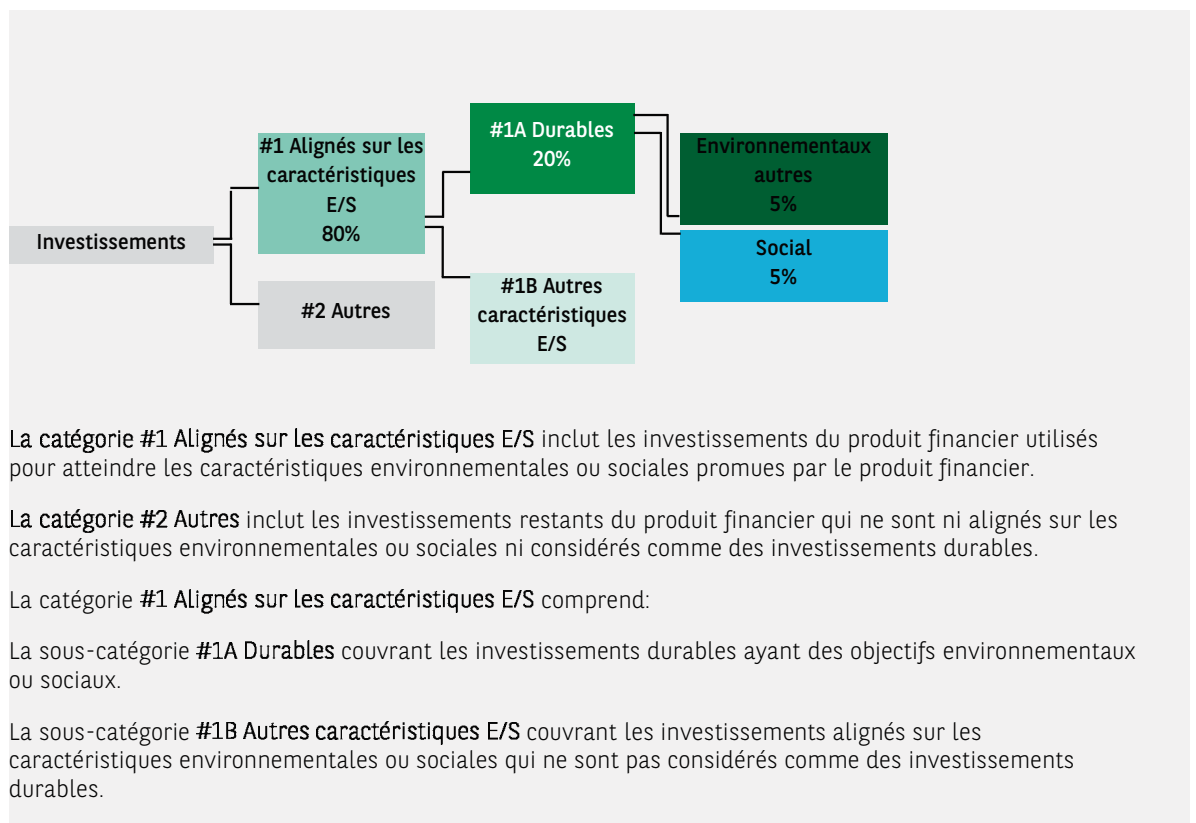 Investissements
#1 Alignés sur les
caractéristiques
E/S
80%
#2 Autres
#1A Durables
20%
#1B Autres
caractéristiques
E/S
Environnementaux
autres
5%
Social
5%
La catégorie #1 Alignés sur les caractéristiques E/S inclut les investissements du produit financier utilisés
pour atteindre les caractéristiques environnementales ou sociales promues par le produit financier.
La catégorie #2 Autres inclut les investissements restants du produit financier qui ne sont ni alignés sur les
caractéristiques environnementales ou sociales ni considérés comme des investissements durables.
La catégorie #1 Alignés sur les caractéristiques E/S comprend:
La sous-catégorie #1A Durables couvrant les investissements durables ayant des objectifs environnementaux
ou sociaux.
La sous-catégorie #1B Autres caractéristiques E/S couvrant les investissements alignés sur les
caractéristiques environnementales ou sociales qui ne sont pas considérés comme des investissements
durables.